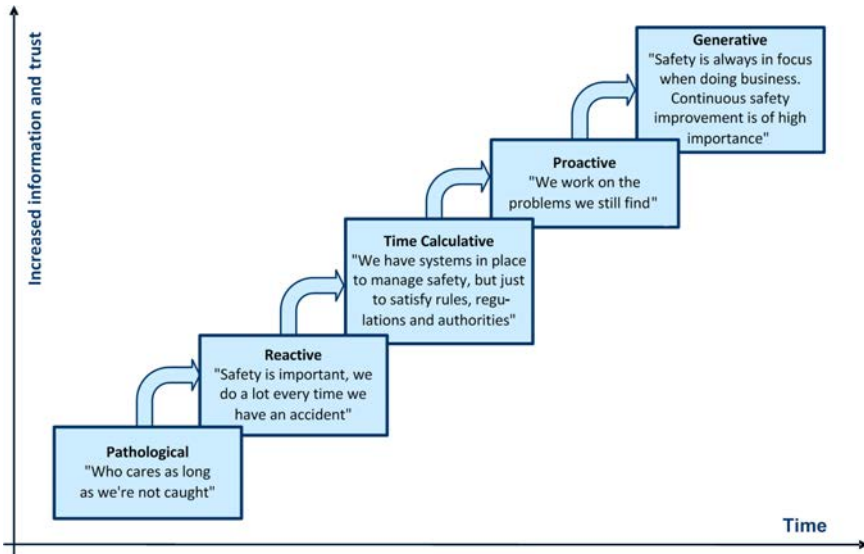 Increased information and trust
Generative
"Safety is always in focus
when doing business.
Continuous safety
improvement is of high
importance"
Proactive
"We work on the
problems we still find"
Time Calculative
"We have systems in place
to manage safety, but just
to satisfy rules, regu-
lations and authorities"
Reactive
"Safety is important, we
do a lot every time we
have an accident"
Pathological
"Who cares as long
as we're not caught"
Time